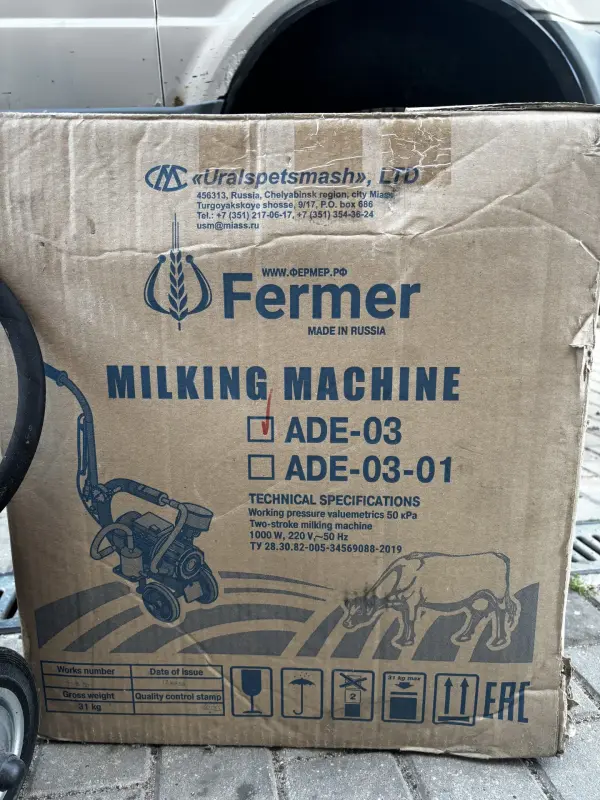 «Uralspetsmash», LTD
456313, Russia, Chelyabinsk region, city Miass
Turgoyakskoye shosse, 9/17, P.O. box 686
Tel.: +7 (351) 217-06-17, +7 (351) 354-36-24
usm@miass.ru
WWW.ФЕРМЕР.РФ
Fermer
MADE IN RUSSIA
MILKING MACHINE
ADE-03
ADE-03-01
TECHNICAL SPECIFICATIONS
Working pressure valuemetrics 50 кPa
Two-stroke milking machine
1000 W, 220 V,~50 Hz
ТУ 28.30.82-005-34569088-2019
Works number
Date of issue
Gross weight
31 kg
Quality control stamp
2
31 kg max
EAC